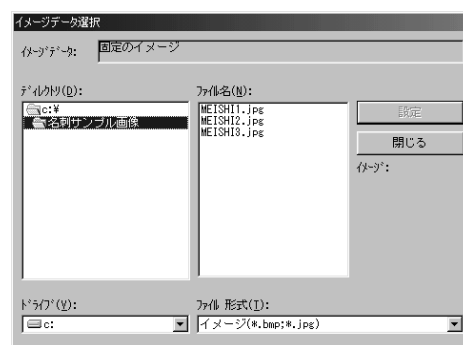 イメージデータ選択
イメージデータ:
固定のイメージ
ディレクトリ(D):
ファイル名(N):
c:¥
名刺サンプル画像
MEISHI1.jpg
MEISHI2.jpg
MEISHI3.jpg
設定
閉じる
イメージ:
ドライブ(V):
ファイル 形式(T):
c:
イメージ(*.bmp;*.jpg)